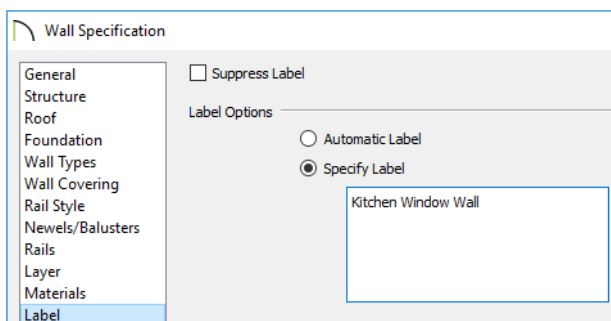 Wall Specification
General
Structure
Roof
Foundation
Wall Types
Wall Covering
Rail Style
Newels/Balusters
Rails
Layer
Materials
Label
Suppress Label
Label Options
Automatic Label
Specify Label
Kitchen Window Wall